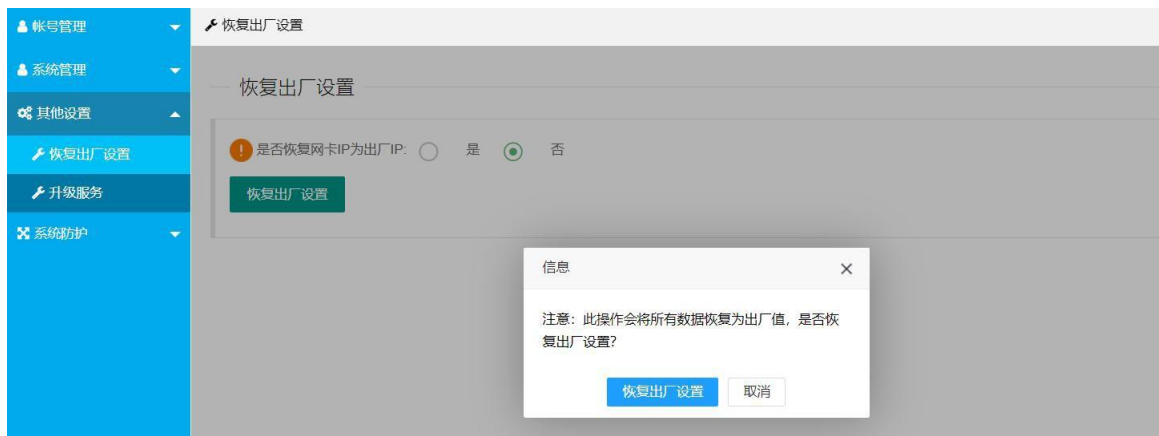 帐号管理
系统管理
其他设置
恢复出厂设置
升级服务
系统防护
恢复出厂设置
恢复出厂设置
是否恢复网卡IP为出厂IP: 是 否
恢复出厂设置
信息
注意：此操作会将所有数据恢复为出厂值，是否恢
复出厂设置?
恢复出厂设置 取消